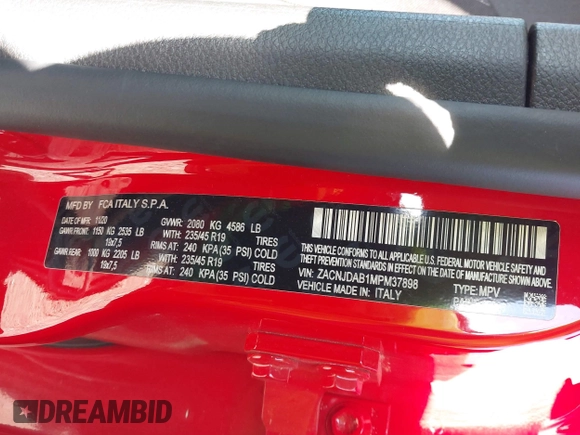 MFD BY FCA ITALY S.P.A.
DATE OF MFR 11/20 GVWR: 2080 KG 4586 LB
GAWR FRONT: 1150 KG 2535 LB WITH: 235/45 R19 TIRES
19x7,5 RIMS AT: 240 KPA(35 PSI) COLD
GAWR REAR: 1000 KG 2205 LB WITH: 235/45 R19 TIRES
19x7,5 RIMS AT: 240 KPA(35 PSI) COLD
THIS VEHICLE CONFORMS TO ALL APPLICABLE U.S. FEDERAL MOTOR VEHICLE SAFETY AND
THEFT PREVENTION STANDARDS IN EFFECT ON THE DATE OF MANUFACTURE SHOWN ABOVE.
VIN: ZACNJDAB1MPM37898 TYPE: MPV
VEHICLE MADE IN: ITALY
DREAMBID